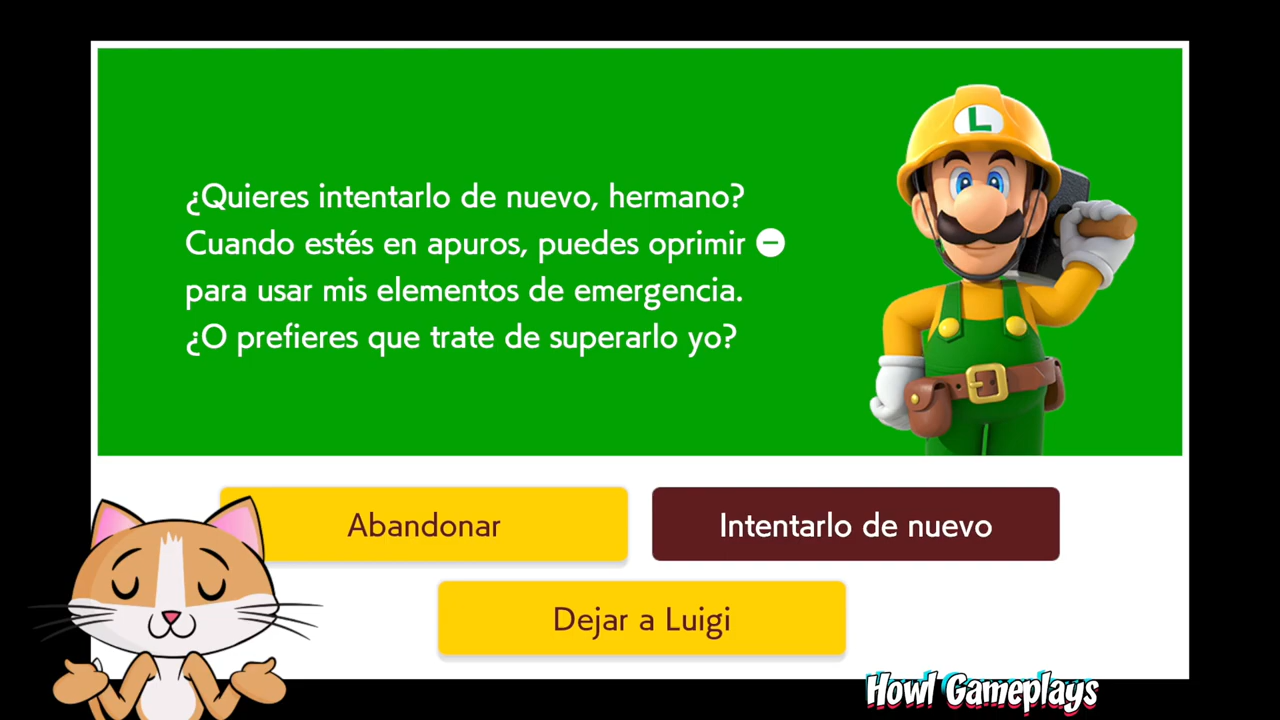 L
¿Quieres intentarlo de nuevo, hermano?
Cuando estés en apuros, puedes oprimir ⊖
para usar mis elementos de emergencia.
¿O prefieres que trate de superarlo yo?
Abandonar
Intentarlo de nuevo
Dejar a Luigi
Howl Gameplays